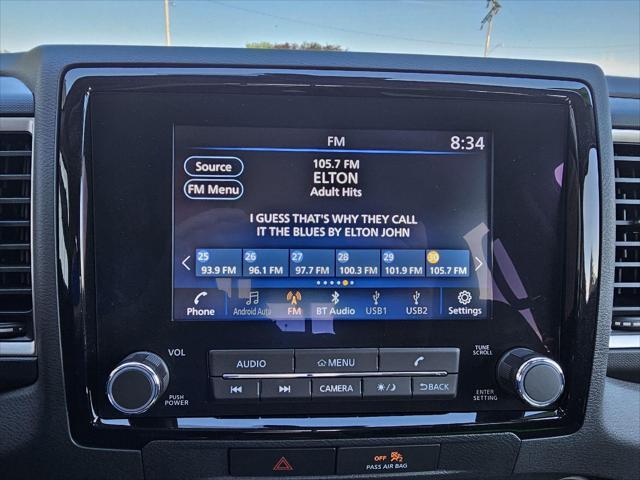 FM 8:34
Source 105.7 FM
ELTON
FM Menu Adult Hits
I GUESS THAT'S WHY THEY CALL
IT THE BLUES BY ELTON JOHN
25 26 27 28 29 30
93.9 FM 96.1 FM 97.7 FM 100.3 FM 101.9 FM 105.7 FM
Phone Android Auto FM BT Audio USB1 USB2 Settings
VOL AUDIO MENU TUNE
SCROLL
PUSH
POWER CAMERA BACK ENTER
SETTING
OFF
PASS AIR BAG